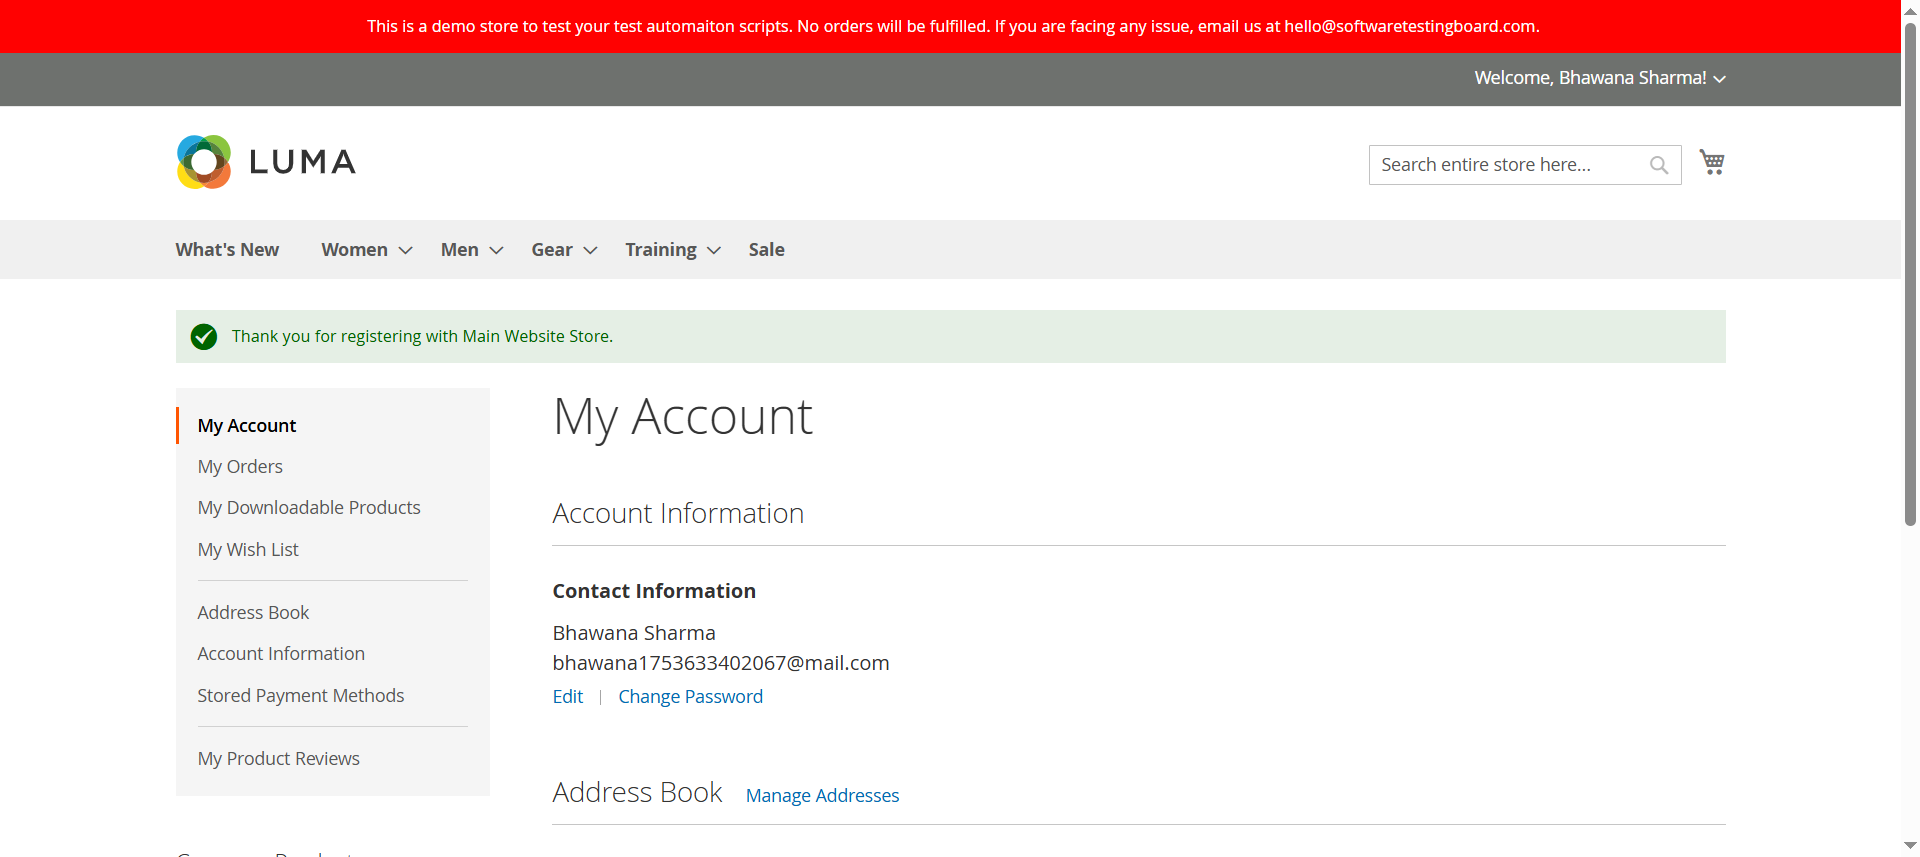 This is a demo store to test your test automaiton scripts. No orders will be fulfilled. If you are facing any issue, email us at hello@softwaretestingboard.com.
Welcome, Bhawana Sharma!
LUMA
Search entire store here...
What's New Women Men Gear Training Sale
Thank you for registering with Main Website Store.
My Account
My Orders
My Downloadable Products
My Wish List
Address Book
Account Information
Stored Payment Methods
My Product Reviews
My Account
Account Information
Contact Information
Bhawana Sharma
bhawana1753633402067@mail.com
Edit | Change Password
Address Book Manage Addresses